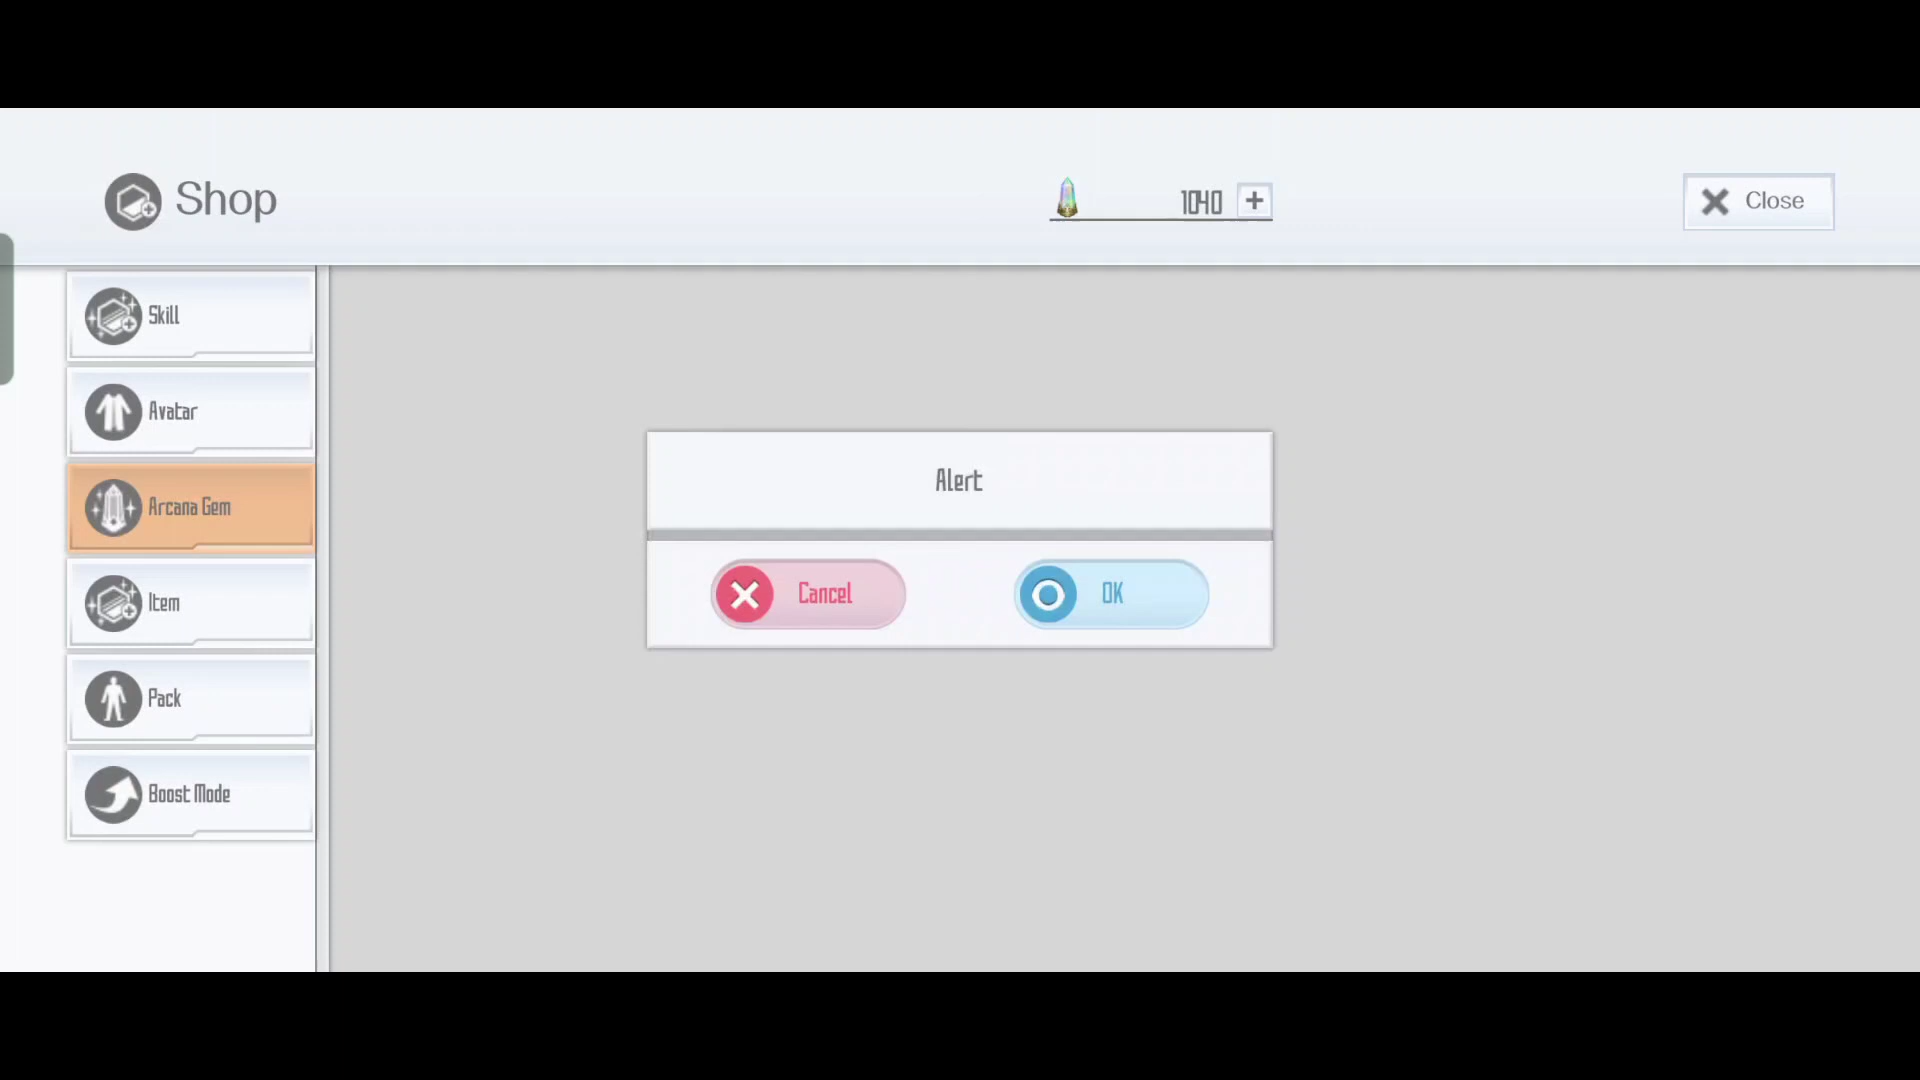 Shop
1040
Close
Skill
Avatar
Arcana Gem
Item
Pack
Boost Mode
Alert
Cancel
OK